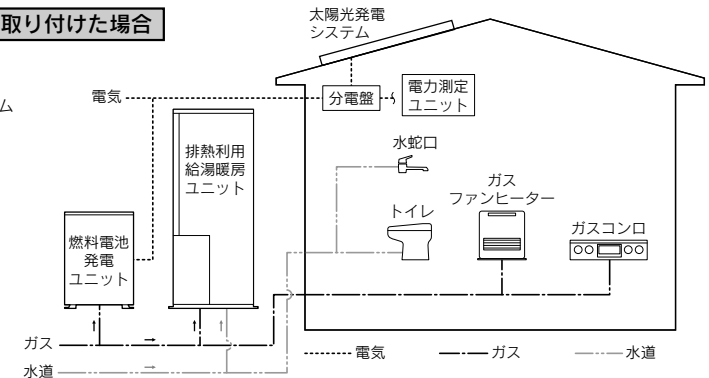 取り付けた場合
太陽光発電
システム
ム
電気
分電盤
電力測定
ユニット
排熱利用
給湯暖房
ユニット
水蛇口
ガス
ファンヒーター
トイレ
ガスコンロ
燃料電池
発電
ユニット
ガス
水道
電気
ガス
水道